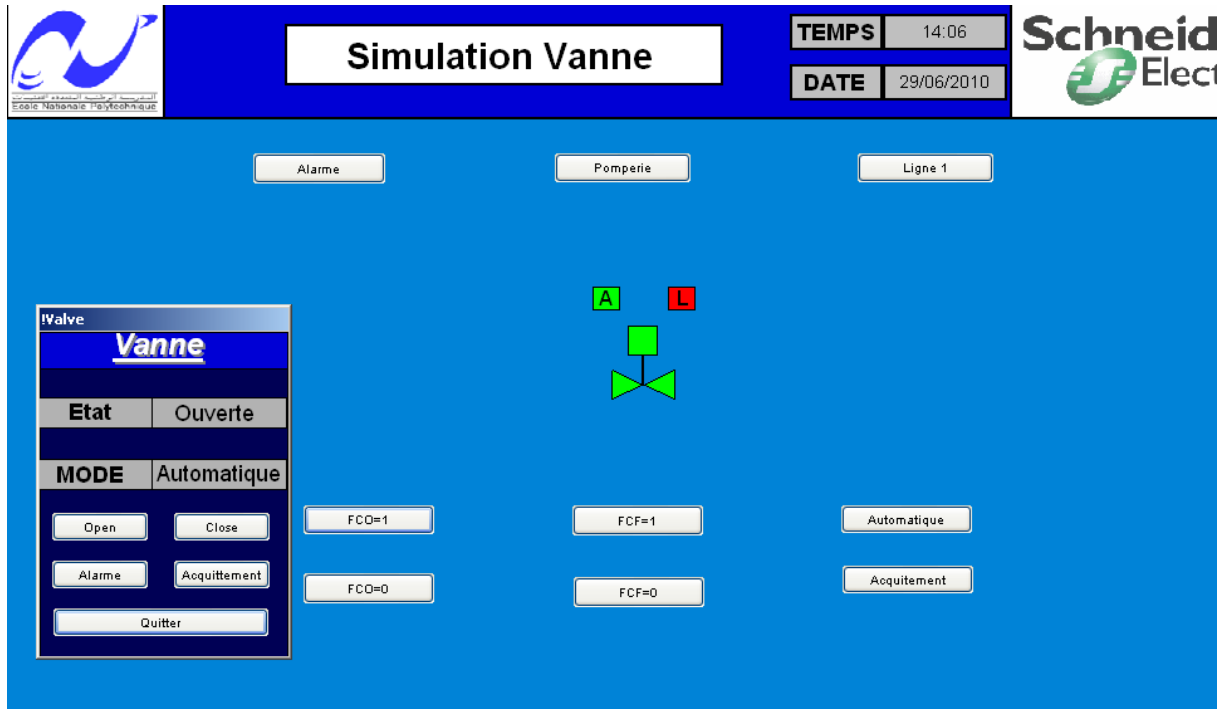 Simulation Vanne
TEMPS 14:06
DATE 29/06/2010
Schneid
Elect
Ecole Nationale Polytechnique
Alarme
Pomperie
Ligne 1
A
L
!Valve
Vanne
Etat Ouverte
MODE Automatique
Open Close
Alarme Acquittement
Quitter
FCO=1
FCF=1
Automatique
FCO=0
FCF=0
Acquitement